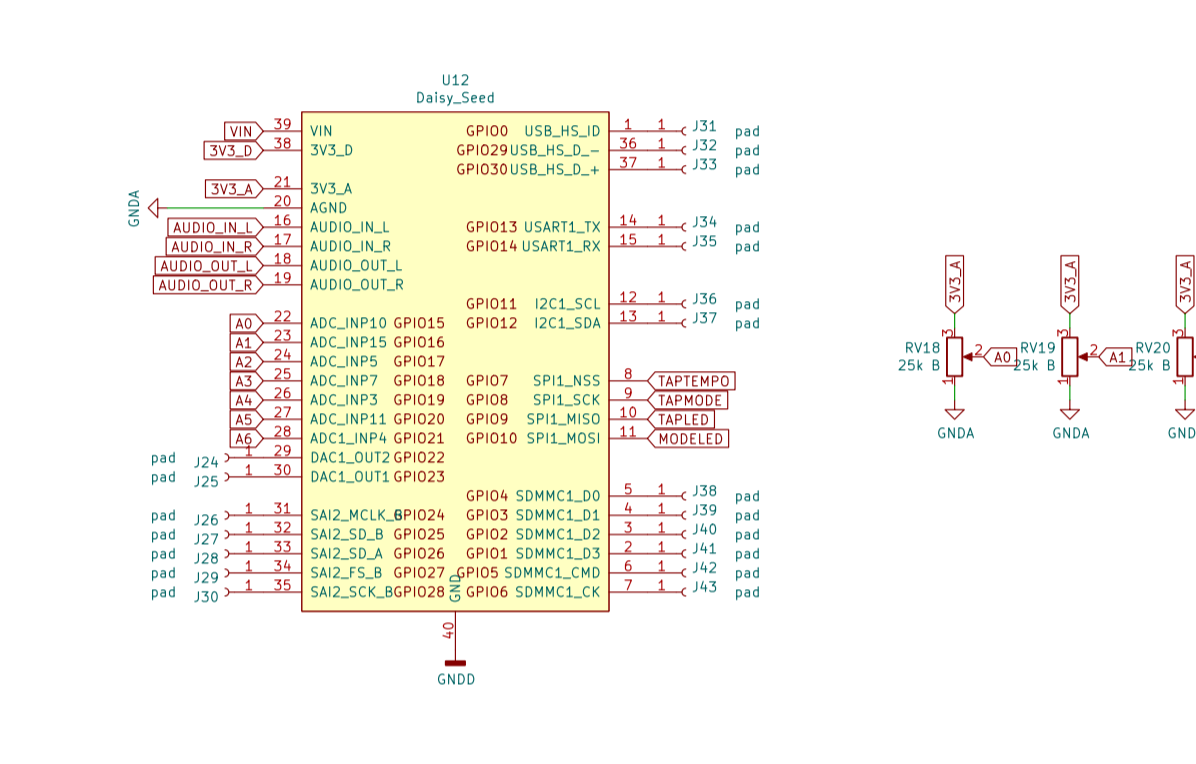 U12
Daisy_Seed
VIN 39 VIN GPIO0 USB_HS_ID 1 1 J31 pad
3V3_D 38 3V3_D GPIO29 USB_HS_D_- 36 1 J32 pad
GPIO30 USB_HS_D_+ 37 1 J33 pad
3V3_A 21 3V3_A
GNDA 20 AGND
AUDIO_IN_L 16 AUDIO_IN_L GPIO13 USART1_TX 14 1 J34 pad
AUDIO_IN_R 17 AUDIO_IN_R GPIO14 USART1_RX 15 1 J35 pad
AUDIO_OUT_L 18 AUDIO_OUT_L
AUDIO_OUT_R 19 AUDIO_OUT_R
GPIO11 I2C1_SCL 12 1 J36 pad
A0 22 ADC_INP10 GPIO15 GPIO12 I2C1_SDA 13 1 J37 pad
A1 23 ADC_INP15 GPIO16
A2 24 ADC_INP5 GPIO17
A3 25 ADC_INP7 GPIO18 GPIO7 SPI1_NSS 8 TAPTEMPO
A4 26 ADC_INP3 GPIO19 GPIO8 SPI1_SCK 9 TAPMODE
A5 27 ADC_INP11 GPIO20 GPIO9 SPI1_MISO 10 TAPLED
A6 28 ADC1_INP4 GPIO21 GPIO10 SPI1_MOSI 11 MODELED
pad J24 1 29 DAC1_OUT2 GPIO22
pad J25 1 30 DAC1_OUT1 GPIO23
GPIO4 SDMMC1_D0 5 1 J38 pad
pad J26 1 31 SAI2_MCLK_B GPIO24 GPIO3 SDMMC1_D1 4 1 J39 pad
pad J27 1 32 SAI2_SD_B GPIO25 GPIO2 SDMMC1_D2 3 1 J40 pad
pad J28 1 33 SAI2_SD_A GPIO26 GPIO1 SDMMC1_D3 2 1 J41 pad
pad J29 1 34 SAI2_FS_B GPIO27 GPIO5 SDMMC1_CMD 6 1 J42 pad
pad J30 1 35 SAI2_SCK_B GPIO28 GND GPIO6 SDMMC1_CK 7 1 J43 pad
40
GNDD
3V3_A 3V3_A 3V3_A
3 3 3
RV18 2 A0 RV19 2 A1 RV20
25k B 25k B 25k B
1 1 1
GNDA GNDA GND